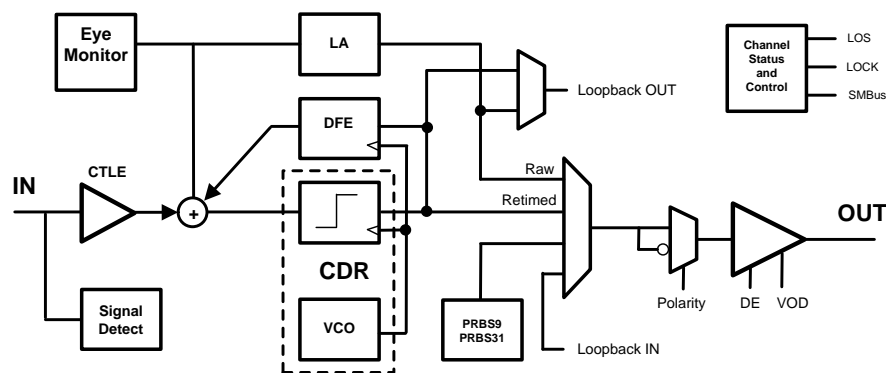 Eye
Monitor
LA
Channel
Status
and
Control
LOS
LOCK
SMBus
Loopback OUT
DFE
CTLE
IN
+
Raw
Retimed
OUT
CDR
Signal
Detect
VCO
PRBS9
PRBS31
Loopback IN
Polarity
DE
VOD